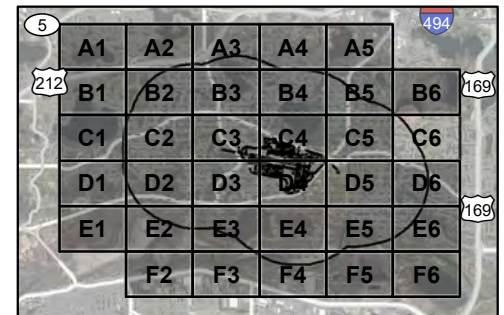 5 494
A1 A2 A3 A4 A5
212 B1 B2 B3 B4 B5 B6 169
C1 C2 C3 C4 C5 C6
D1 D2 D3 D4 D5 D6
E1 E2 E3 E4 E5 E6 169
F2 F3 F4 F5 F6